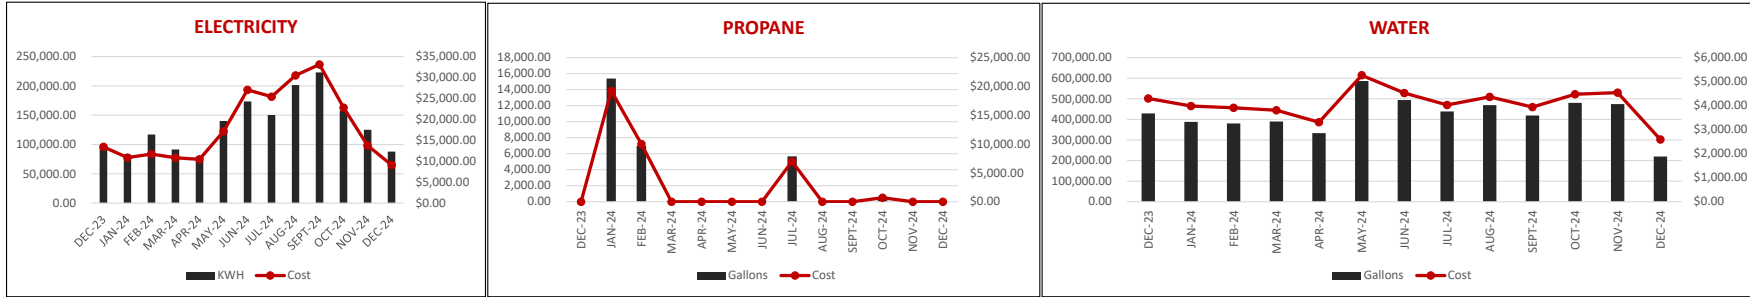 ELECTRICITY
250,000.00
200,000.00
150,000.00
100,000.00
50,000.00
0.00
$35,000.00
$30,000.00
$25,000.00
$20,000.00
$15,000.00
$10,000.00
$5,000.00
$0.00
DEC-23
JAN-24
FEB-24
MAR-24
APR-24
MAY-24
JUN-24
JUL-24
AUG-24
SEPT-24
OCT-24
NOV-24
DEC-24
KWH Cost
PROPANE
18,000.00
16,000.00
14,000.00
12,000.00
10,000.00
8,000.00
6,000.00
4,000.00
2,000.00
0.00
$25,000.00
$20,000.00
$15,000.00
$10,000.00
$5,000.00
$0.00
DEC-23
JAN-24
FEB-24
MAR-24
APR-24
MAY-24
JUN-24
JUL-24
AUG-24
SEPT-24
OCT-24
NOV-24
DEC-24
Gallons Cost
WATER
700,000.00
600,000.00
500,000.00
400,000.00
300,000.00
200,000.00
100,000.00
0.00
$6,000.00
$5,000.00
$4,000.00
$3,000.00
$2,000.00
$1,000.00
$0.00
DEC-23
JAN-24
FEB-24
MAR-24
APR-24
MAY-24
JUN-24
JUL-24
AUG-24
SEPT-24
OCT-24
NOV-24
DEC-24
Gallons Cost